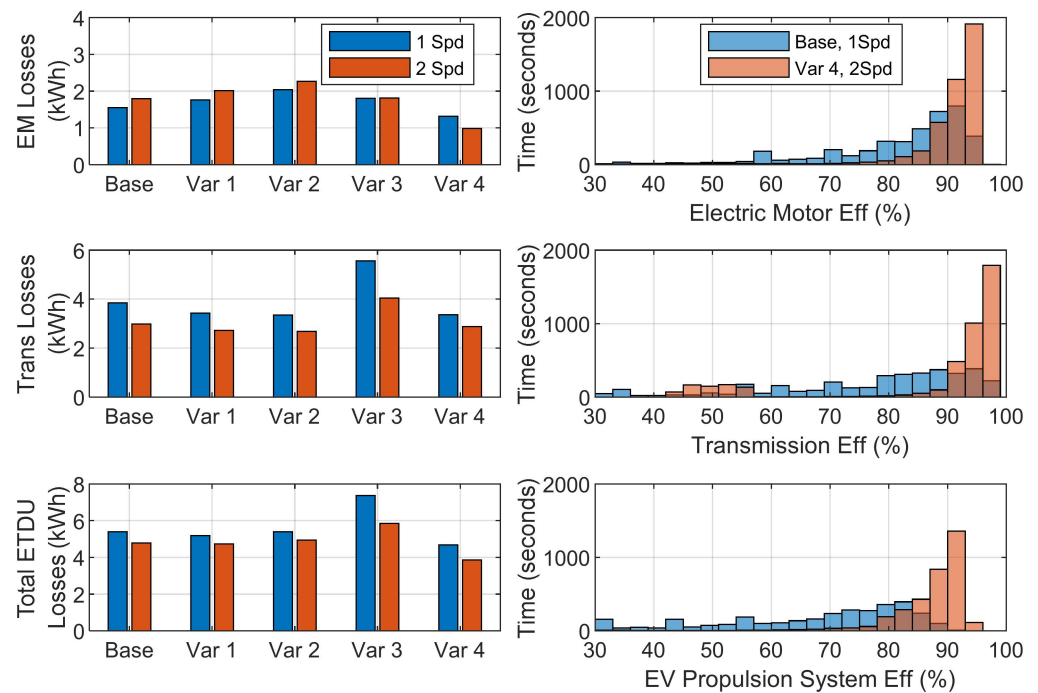 EM Losses
(kWh)
4
3
2
1
0
1 Spd
2 Spd
Base Var 1 Var 2 Var 3 Var 4
Time (seconds)
2000
1000
0
Base, 1Spd
Var 4, 2Spd
30 40 50 60 70 80 90 100
Electric Motor Eff (%)
Trans Losses
(kWh)
6
4
2
0
Base Var 1 Var 2 Var 3 Var 4
Time (seconds)
2000
1000
0
30 40 50 60 70 80 90 100
Transmission Eff (%)
Total ETDU
Losses (kWh)
8
6
4
2
0
Base Var 1 Var 2 Var 3 Var 4
Time (seconds)
2000
1000
0
30 40 50 60 70 80 90 100
EV Propulsion System Eff (%)